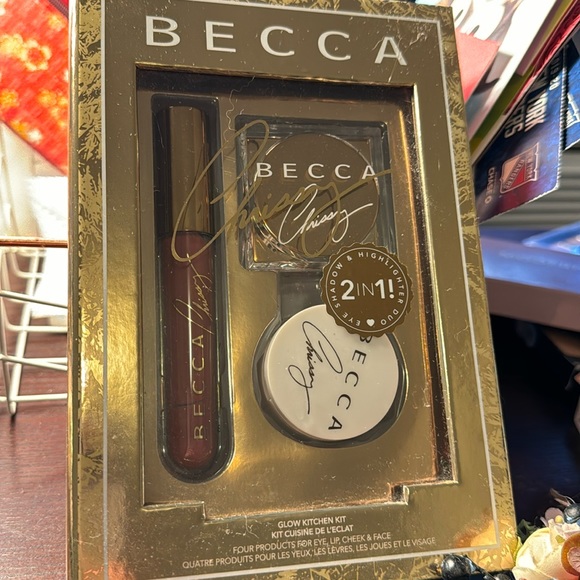 BECCA
Chrissy
BECCA
Chrissy
BECCA Chrissy
EYE SHADOW & HIGHLIGHTER DUO
2 IN 1!
BECCA
Chrissy
GLOW KITCHEN KIT
KIT CUISINE DE L'ECLAT
FOUR PRODUCTS FOR EYE, LIP, CHEEK & FACE
QUATRE PRODUITS POUR LES YEUX, LES LÈVRES, LES JOUES ET LE VISAGE